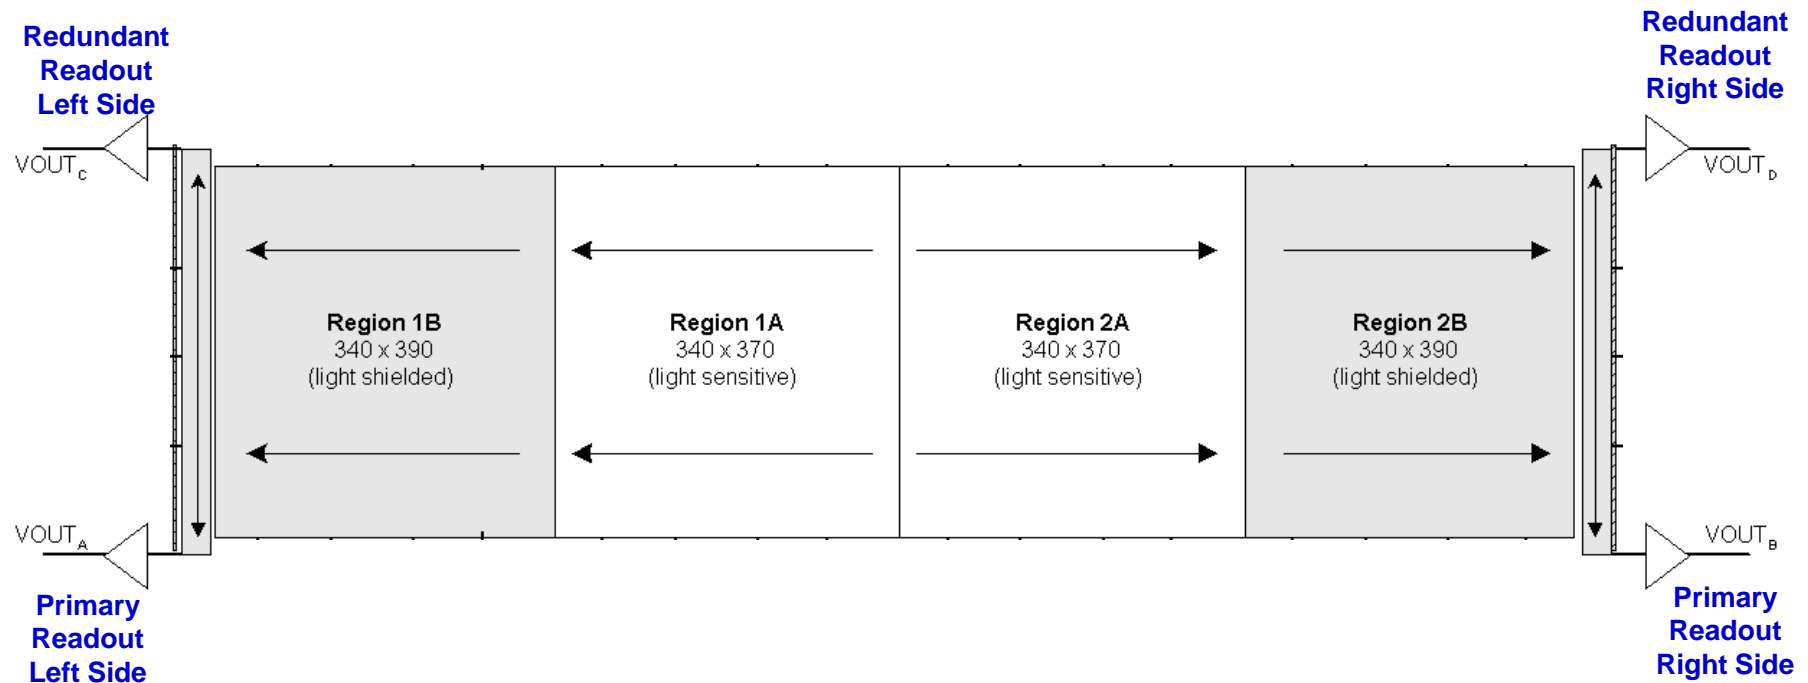 Redundant
Readout
Left Side
Redundant
Readout
Right Side
VOUTC
VOUTD
Region 1B
340 x 390
(light shielded)
Region 1A
340 x 370
(light sensitive)
Region 2A
340 x 370
(light sensitive)
Region 2B
340 x 390
(light shielded)
VOUTA
VOUTB
Primary
Readout
Left Side
Primary
Readout
Right Side